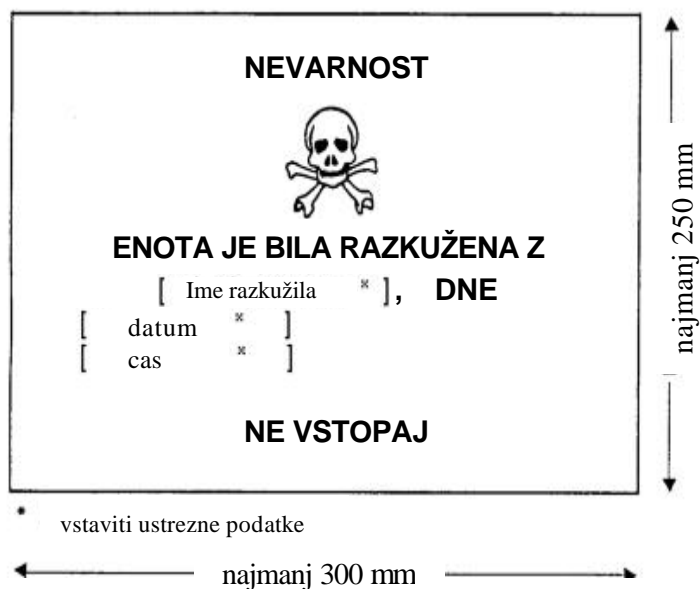 NEVARNOST
ENOTA JE BILA RAZKUŽENA Z
[ Ime razkužila * ], DNE
[ datum * ]
[ cas * ]
NE VSTOPAJ
najmanj 250 mm
* vstaviti ustrezne podatke
najmanj 300 mm